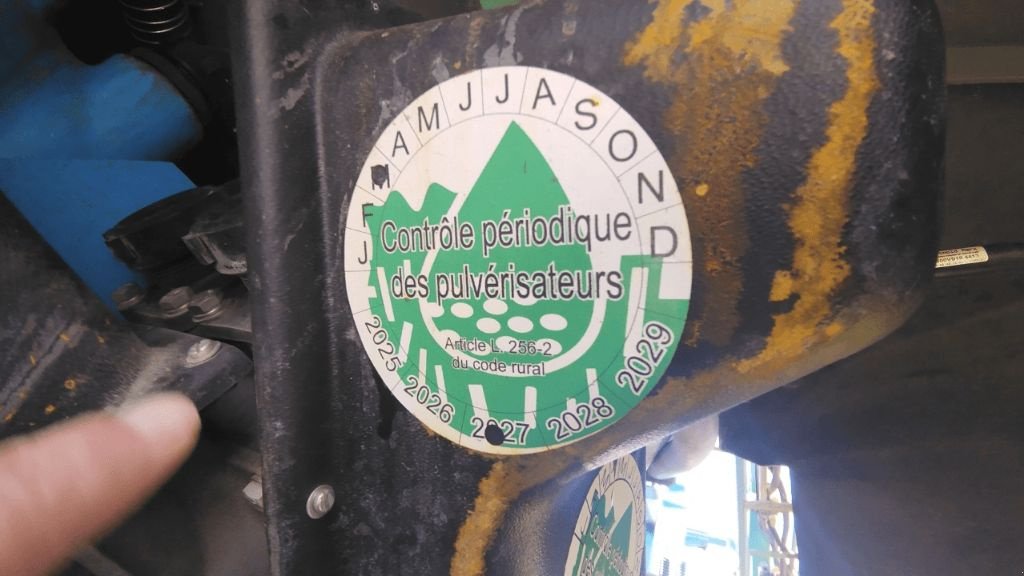 J F M A M J J A S O N D
Contrôle périodique
des pulvérisateurs
Article L. 256-2
du code rural
2025 2026 2027 2028 2029